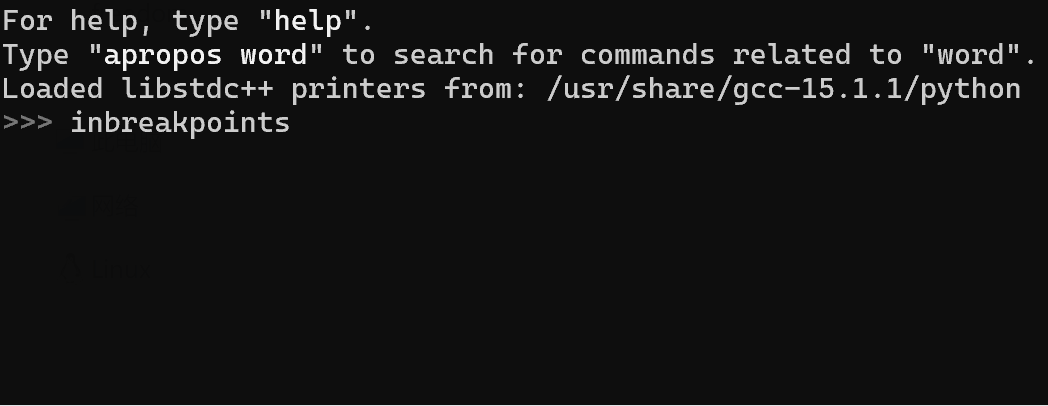 For help, type "help".
Type "apropos word" to search for commands related to "word".
Loaded libstdc++ printers from: /usr/share/gcc-15.1.1/python
>>> inbreakpoints